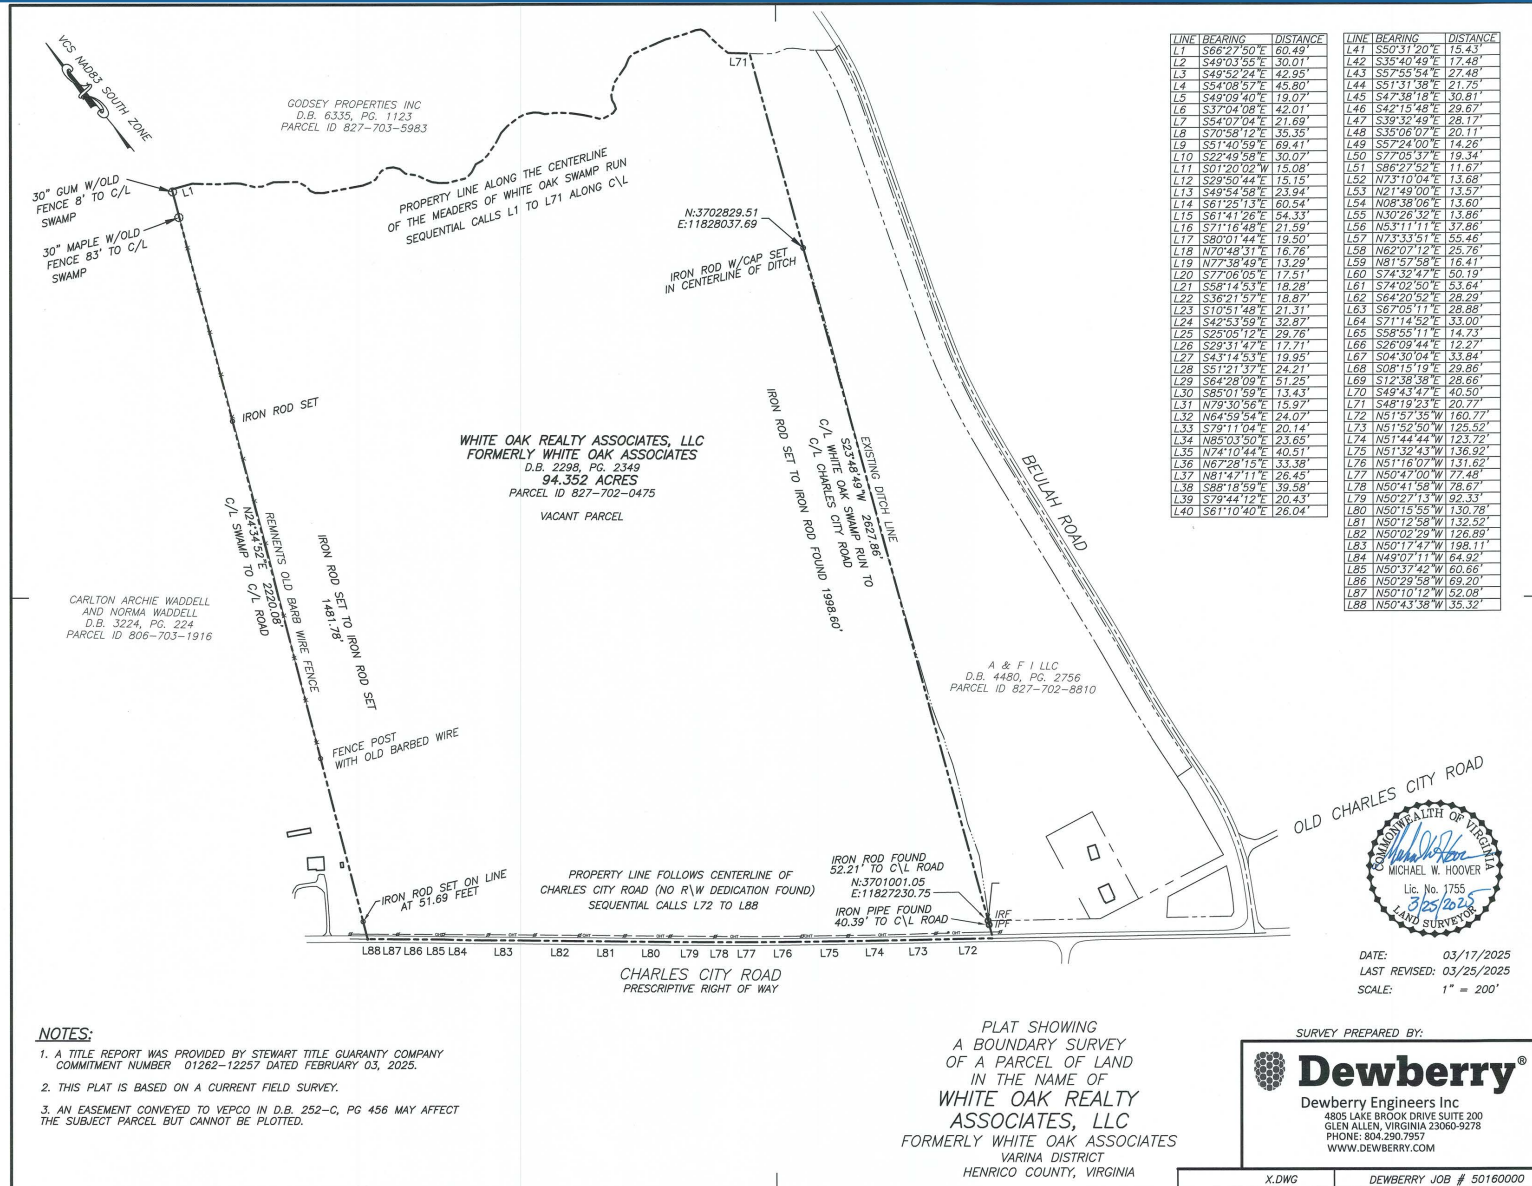 VCS NAD83 SOUTH ZONE
GODSEY PROPERTIES INC
D.B. 6335, PG. 1123
PARCEL ID 827-703-5983
L71
30" GUM W/OLD
FENCE 8' TO C/L
SWAMP
L1
30" MAPLE W/OLD
FENCE 83' TO C/L
SWAMP
PROPERTY LINE ALONG THE CENTERLINE
OF THE MEADERS OF WHITE OAK SWAMP RUN
SEQUENTIAL CALLS L1 TO L71 ALONG C\L
N:3702829.51
E:11828037.69
IRON ROD W/CAP SET
IN CENTERLINE OF DITCH
IRON ROD SET
WHITE OAK REALTY ASSOCIATES, LLC
FORMERLY WHITE OAK ASSOCIATES
D.B. 2298, PG. 2349
94.352 ACRES
PARCEL ID 827-702-0475
VACANT PARCEL
EXISTING DITCH LINE
S23°48'49"W 2627.86'
C/L WHITE OAK SWAMP RUN TO
C/L CHARLES CITY ROAD
IRON ROD SET TO IRON ROD FOUND 1998.60'
BEULAH ROAD
IRON ROD SET TO IRON ROD SET
1481.78'
REMINENTS OLD BARB WIRE FENCE
N24°34'52"E 2220.08'
C/L SWAMP TO C/L ROAD
CARLTON ARCHIE WADDELL
AND NORMA WADDELL
D.B. 3224, PG. 224
PARCEL ID 806-703-1916
A & F I LLC
D.B. 4480, PG. 2756
PARCEL ID 827-702-8810
FENCE POST
WITH OLD BARBED WIRE
OLD CHARLES CITY ROAD
IRON ROD SET ON LINE
AT 51.69 FEET
PROPERTY LINE FOLLOWS CENTERLINE OF
CHARLES CITY ROAD (NO R\W DEDICATION FOUND)
SEQUENTIAL CALLS L72 TO L88
IRON ROD FOUND
52.21' TO C\L ROAD
N:3701001.05
E:11827230.75
IRON PIPE FOUND
40.39' TO C\L ROAD
IRF
IPF
OHT OHT OHT OHT OHT OHT OHT
L88 L87 L86 L85 L84 L83 L82 L81 L80 L79 L78 L77 L76 L75 L74 L73 L72
CHARLES CITY ROAD
PRESCRIPTIVE RIGHT OF WAY
LINE BEARING DISTANCE
L1 S66°27'50"E 60.49'
L2 S49°03'55"E 30.01'
L3 S49°52'24"E 42.95'
L4 S54°08'57"E 45.80'
L5 S49°09'40"E 19.07'
L6 S37°04'08"E 42.01'
L7 S54°07'04"E 21.69'
L8 S70°58'12"E 35.35'
L9 S51°40'59"E 69.41'
L10 S22°49'58"E 30.07'
L11 S01°20'02"W 15.08'
L12 S29°50'44"E 15.15'
L13 S49°54'58"E 23.94'
L14 S61°25'13"E 60.54'
L15 S61°41'26"E 54.33'
L16 S71°16'48"E 21.59'
L17 S80°01'44"E 19.50'
L18 N70°48'31"E 16.76'
L19 N77°38'49"E 13.29'
L20 S77°06'05"E 17.51'
L21 S58°14'53"E 18.28'
L22 S36°21'57"E 18.87'
L23 S10°51'48"E 21.31'
L24 S42°53'59"E 32.87'
L25 S25°05'12"E 29.76'
L26 S29°31'47"E 17.71'
L27 S43°14'53"E 19.95'
L28 S51°21'37"E 24.21'
L29 S64°28'09"E 51.25'
L30 S85°01'59"E 13.43'
L31 N79°30'56"E 15.97'
L32 N64°59'54"E 24.07'
L33 S79°11'04"E 20.14'
L34 N85°03'50"E 23.65'
L35 N74°10'44"E 40.51'
L36 N67°28'15"E 33.38'
L37 N81°47'11"E 26.45'
L38 S88°18'59"E 39.58'
L39 S79°44'12"E 20.43'
L40 S61°10'40"E 26.04'
LINE BEARING DISTANCE
L41 S50°31'20"E 15.43'
L42 S35°40'49"E 17.48'
L43 S57°55'54"E 27.48'
L44 S51°31'38"E 21.75'
L45 S47°38'18"E 30.81'
L46 S42°15'48"E 29.67'
L47 S39°32'49"E 28.17'
L48 S35°06'07"E 20.11'
L49 S57°24'00"E 14.26'
L50 S77°05'37"E 19.34'
L51 S86°27'52"E 11.67'
L52 N73°10'04"E 13.68'
L53 N21°49'00"E 13.57'
L54 N08°38'06"E 13.60'
L55 N30°26'32"E 13.86'
L56 N53°11'11"E 37.86'
L57 N73°33'51"E 55.46'
L58 N62°07'12"E 25.76'
L59 N81°57'58"E 16.41'
L60 S74°32'47"E 50.19'
L61 S74°02'50"E 53.64'
L62 S64°20'52"E 28.29'
L63 S67°05'11"E 28.88'
L64 S71°14'52"E 33.00'
L65 S58°55'11"E 14.73'
L66 S26°09'44"E 12.27'
L67 S04°30'04"E 33.84'
L68 S08°15'19"E 29.86'
L69 S12°38'38"E 28.66'
L70 S49°43'47"E 40.50'
L71 S48°19'23"E 20.77'
L72 N51°57'35"W 160.77'
L73 N51°52'50"W 125.52'
L74 N51°44'44"W 123.72'
L75 N51°32'43"W 136.92'
L76 N51°16'07"W 131.62'
L77 N50°47'00"W 77.48'
L78 N50°41'58"W 78.67'
L79 N50°27'13"W 92.33'
L80 N50°15'55"W 130.78'
L81 N50°12'58"W 132.52'
L82 N50°02'29"W 126.89'
L83 N50°17'47"W 198.11'
L84 N49°07'11"W 64.92'
L85 N50°37'42"W 60.66'
L86 N50°29'58"W 69.20'
L87 N50°10'12"W 52.08'
L88 N50°43'38"W 35.32'
COMMONWEALTH OF VIRGINIA
MICHAEL W. HOOVER
Lic. No. 1755
3/25/2025
LAND SURVEYOR
DATE: 03/17/2025
LAST REVISED: 03/25/2025
SCALE: 1" = 200'
NOTES:
1. A TITLE REPORT WAS PROVIDED BY STEWART TITLE GUARANTY COMPANY
COMMITMENT NUMBER 01262-12257 DATED FEBRUARY 03, 2025.
2. THIS PLAT IS BASED ON A CURRENT FIELD SURVEY.
3. AN EASEMENT CONVEYED TO VEPCO IN D.B. 252-C, PG 456 MAY AFFECT
THE SUBJECT PARCEL BUT CANNOT BE PLOTTED.
PLAT SHOWING
A BOUNDARY SURVEY
OF A PARCEL OF LAND
IN THE NAME OF
WHITE OAK REALTY
ASSOCIATES, LLC
FORMERLY WHITE OAK ASSOCIATES
VARINA DISTRICT
HENRICO COUNTY, VIRGINIA
SURVEY PREPARED BY:
Dewberry®
Dewberry Engineers Inc
4805 LAKE BROOK DRIVE SUITE 200
GLEN ALLEN, VIRGINIA 23060-9278
PHONE: 804.290.7957
WWW.DEWBERRY.COM
X.DWG
DEWBERRY JOB # 50160000